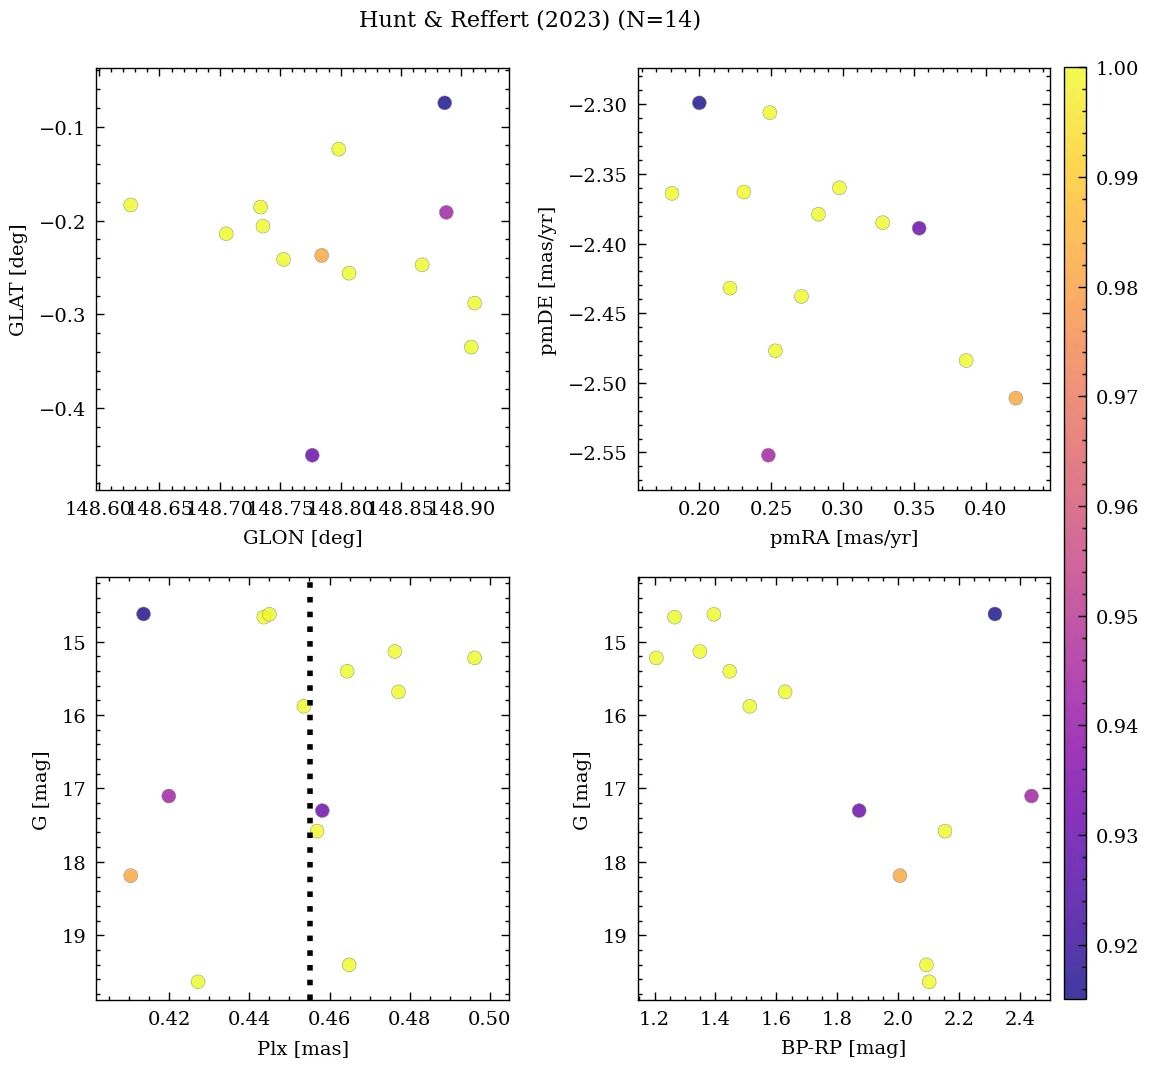 Hunt & Reffert (2023) (N=14)
−0.1
−0.2
−0.3
−0.4
GLAT [deg]
148.60 148.65 148.70 148.75 148.80 148.85 148.90
GLON [deg]
−2.30
−2.35
−2.40
−2.45
−2.50
−2.55
pmDE [mas/yr]
0.20 0.25 0.30 0.35 0.40
pmRA [mas/yr]
15
16
17
18
19
G [mag]
0.42 0.44 0.46 0.48 0.50
Plx [mas]
15
16
17
18
19
G [mag]
1.2 1.4 1.6 1.8 2.0 2.2 2.4
BP-RP [mag]
1.00
0.99
0.98
0.97
0.96
0.95
0.94
0.93
0.92